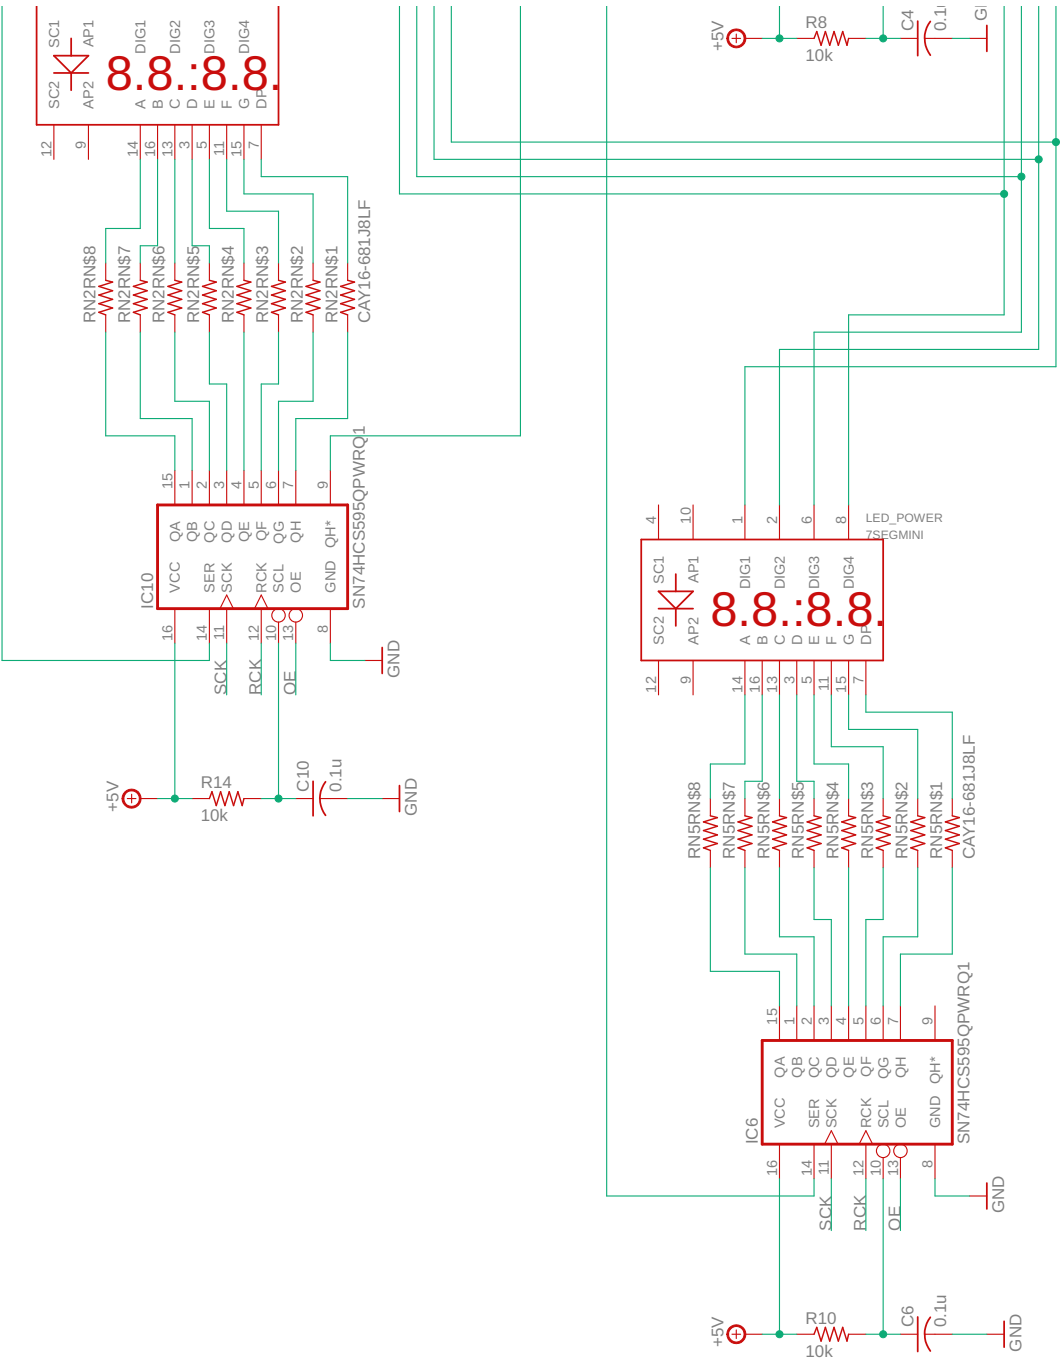 SC1
AP1
DIG1
DIG2
DIG3
DIG4
8.8.:8.8.
SC2
AP2
A
B
C
D
E
F
G
DP
12
9
14
16
13
3
5
11
15
7
+5V
R8
10k
C4
RN2RN$8
RN2RN$7
RN2RN$6
RN2RN$5
RN2RN$4
RN2RN$3
RN2RN$2
RN2RN$1
CAY16-681J8LF
15
1
2
3
4
5
6
7
9
QA
QB
QC
QD
QE
QF
QG
QH
QH*
VCC
SER
SCK
RCK
SCL
OE
GND
IC10
SN74HCS595QPWRQ1
16
14
11
12
10
13
8
SCK
RCK
OE
GND
+5V
R14
10k
C10
0.1u
GND
4
10
1
2
6
8
LED_POWER
7SEGMINI
SC1
AP1
DIG1
DIG2
DIG3
DIG4
8.8.:8.8.
SC2
AP2
A
B
C
D
E
F
G
DP
12
9
14
16
13
3
5
11
15
7
RN5RN$8
RN5RN$7
RN5RN$6
RN5RN$5
RN5RN$4
RN5RN$3
RN5RN$2
RN5RN$1
CAY16-681J8LF
15
1
2
3
4
5
6
7
9
QA
QB
QC
QD
QE
QF
QG
QH
QH*
VCC
SER
SCK
RCK
SCL
OE
GND
IC6
SN74HCS595QPWRQ1
16
14
11
12
10
13
8
SCK
RCK
OE
GND
+5V
R10
10k
C6
0.1u
GND